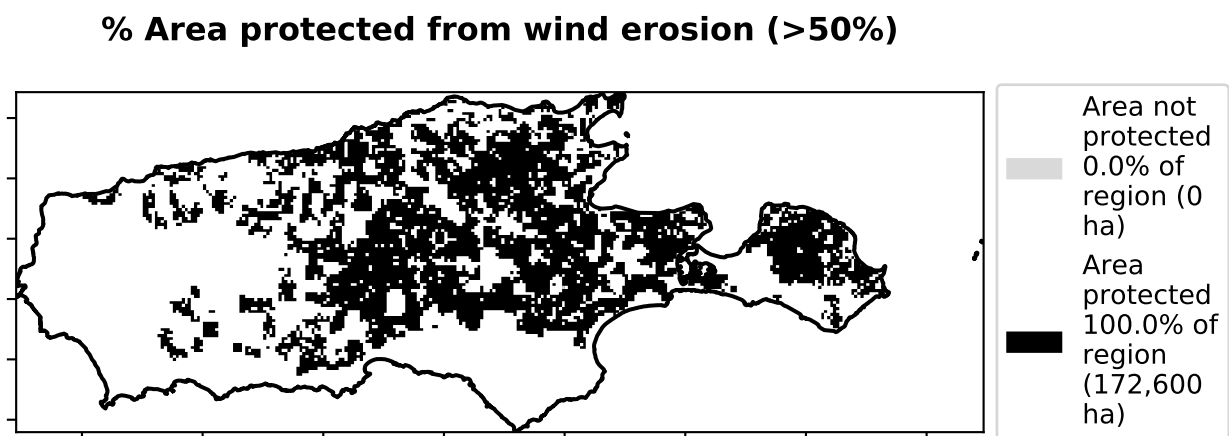 % Area protected from wind erosion (>50%)
Area not
protected
0.0% of
region (0
ha)
Area
protected
100.0% of
region
(172,600
ha)